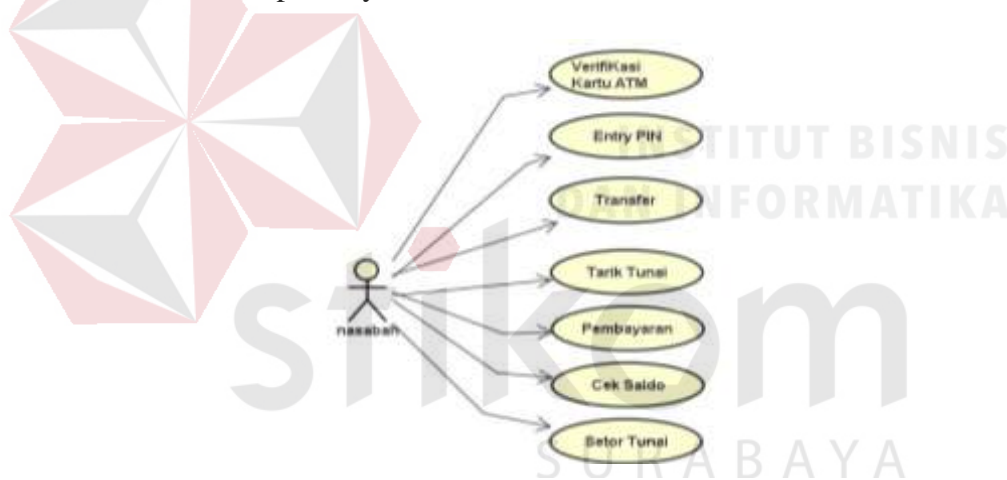 VerifiKasi
Kartu ATM
Entry PIN
Transfer
Tarik Tunai
Pembayaran
Cek Saldo
Setor Tunai
nasabah
INSTITUT BISNIS
DAN INFORMATIKA
stikom
SURABAYA